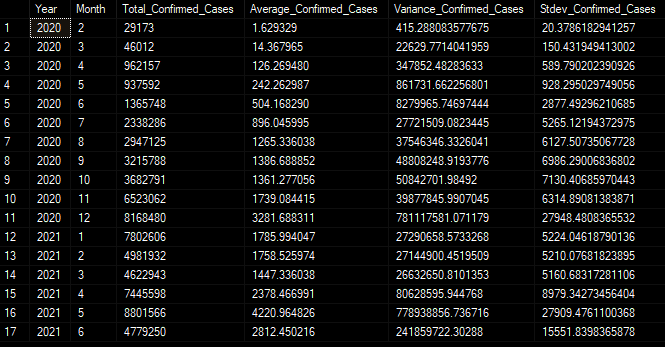 Year Month Total_Confirmed_Cases Average_Confirmed_Cases Variance_Confirmed_Cases Stdev_Confirmed_Cases
1 2020 2 29173 1.629329 415.288083577675 20.3786182941257
2 2020 3 46012 14.367965 22629.7714041959 150.431949413002
3 2020 4 962157 126.269480 347852.48283633 589.790202390926
4 2020 5 937592 242.262987 861731.662256801 928.295029749056
5 2020 6 1365748 504.168290 8279965.74697444 2877.49296210685
6 2020 7 2338286 896.045995 27721509.0823445 5265.12194372975
7 2020 8 2947125 1265.336038 37546346.3326041 6127.50735067728
8 2020 9 3215788 1386.688852 48808248.9193776 6986.29006836802
9 2020 10 3682791 1361.277056 50842701.98492 7130.40685970443
10 2020 11 6523062 1739.084415 39877845.9907045 6314.89081383871
11 2020 12 8168480 3281.688311 781117581.071179 27948.4808365532
12 2021 1 7802606 1785.994047 27290658.5733268 5224.04618790136
13 2021 2 4981932 1758.525974 27144900.4519509 5210.07681823895
14 2021 3 4622943 1447.336038 26632650.8101353 5160.68317281106
15 2021 4 7445598 2378.466991 80628595.944768 8979.34273456404
16 2021 5 8801566 4220.964826 778938856.736716 27909.4761100368
17 2021 6 4779250 2812.450216 241859722.30288 15551.8398365878